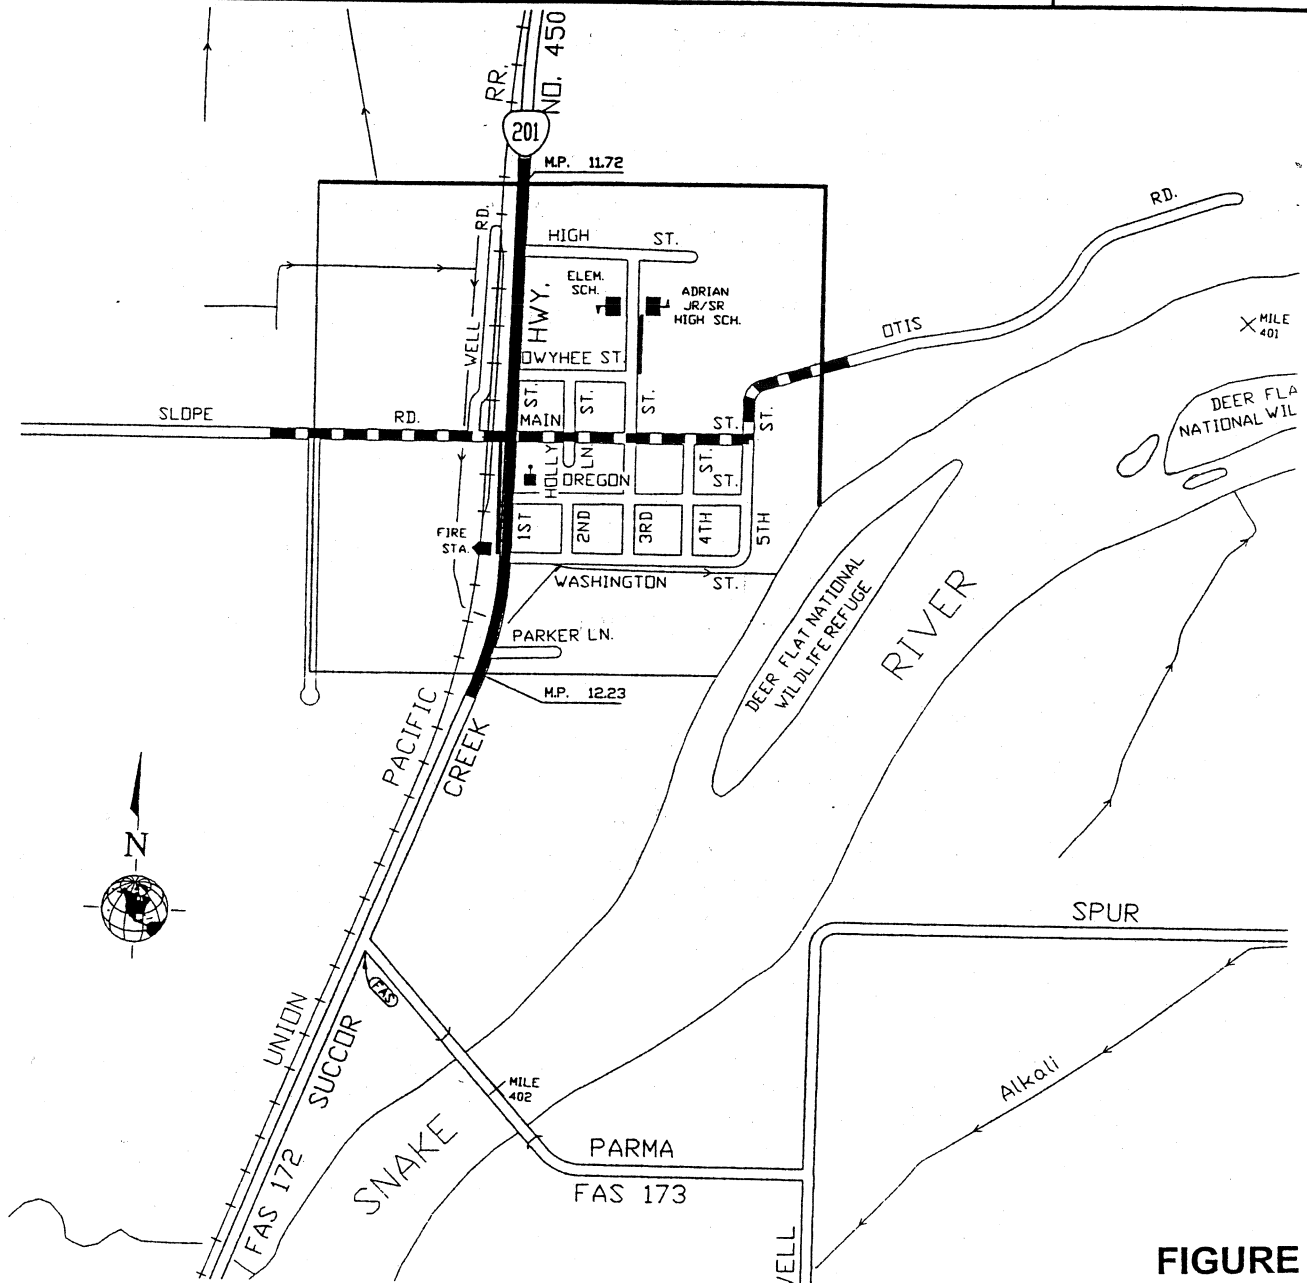 RR.
NO. 450
201
M.P. 11.72
RD.
HIGH ST.
RD.
ELEM.
SCH.
ADRIAN
JR/SR
HIGH SCH.
HWY.
WELL
OTIS
MILE
401
OWYHEE ST.
DEER FLA
NATIONAL WIL
ST.
ST.
ST.
ST.
SLOPE RD.
MAIN ST.
HOLLY
LN.
ST.
OREGON ST.
FIRE
STA.
1ST
2ND
3RD
4TH
5TH
WASHINGTON ST.
DEER FLAT NATIONAL
WILDLIFE REFUGE
RIVER
PARKER LN.
M.P. 12.23
PACIFIC
CREEK
N
SPUR
FAS
UNION
SUCCOR
MILE
402
Alkali
SNAKE
PARMA
FAS 173
FAS 172
VELL
FIGURE